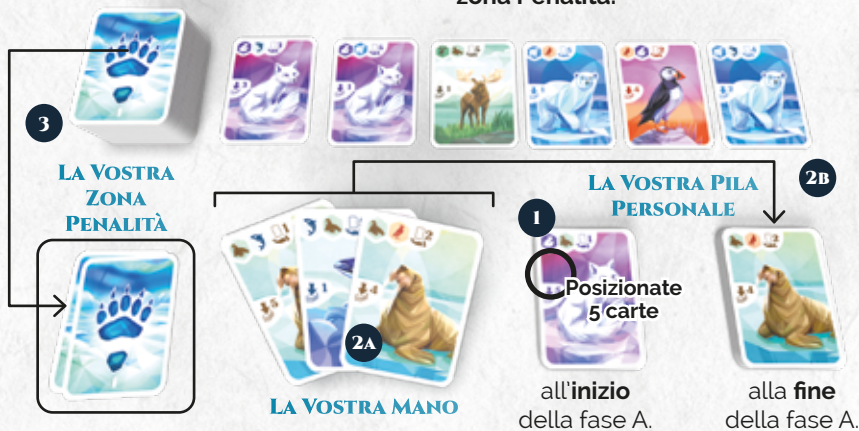 zona Penalità.
3
La Vostra
Zona
Penalità
La Vostra Pila
Personale
2B
1
Posizionate
5 carte
2A
La Vostra Mano
all'inizio
della fase A.
alla fine
della fase A.